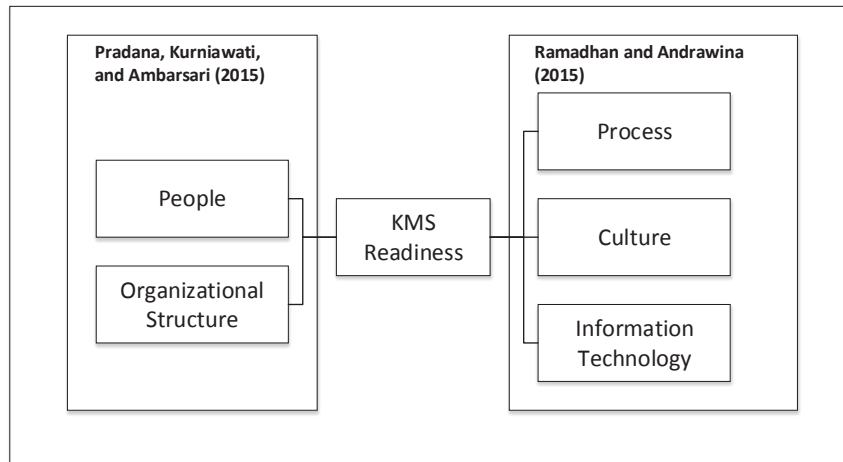 Pradana, Kurniawati,
and Ambarsari (2015)
People
Organizational
Structure
KMS
Readiness
Ramadhan and Andrawina
(2015)
Process
Culture
Information
Technology